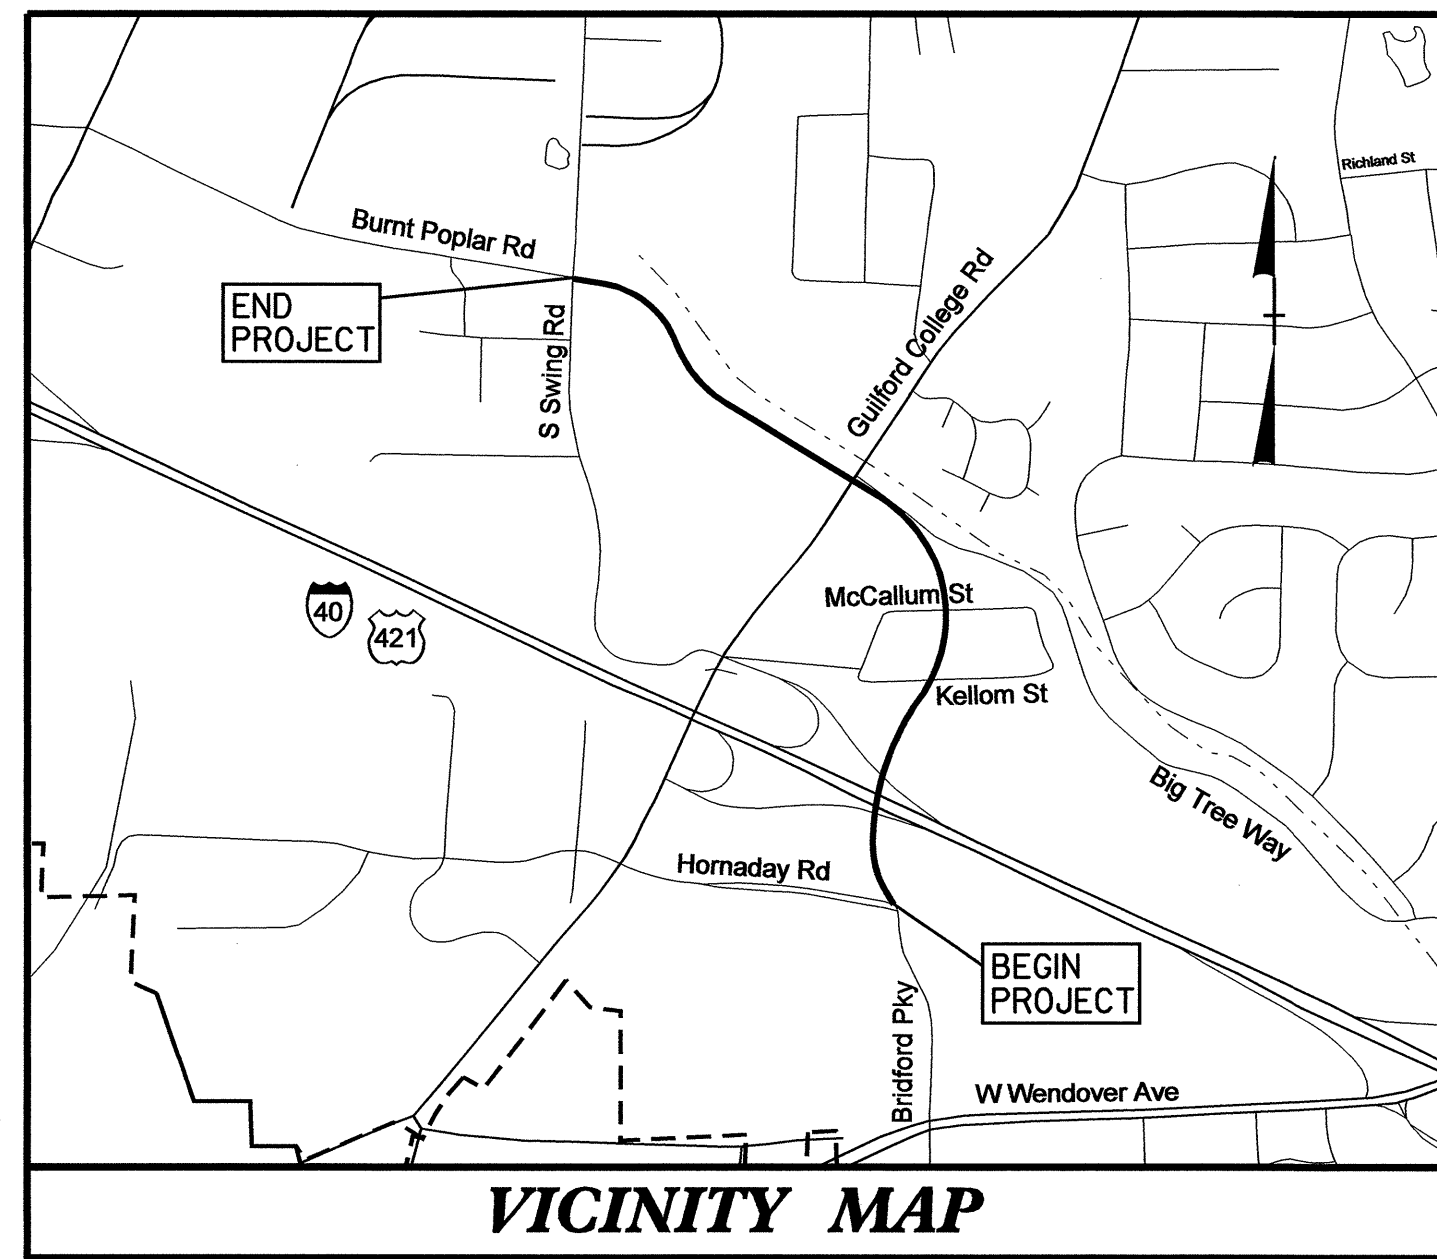 Richland St
Burnt Poplar Rd
END
PROJECT
S Swing Rd
Guilford College Rd
40
421
McCallum St
Kellom St
Big Tree Way
Hornaday Rd
BEGIN
PROJECT
Bridford Pky
W Wendover Ave
VICINITY MAP